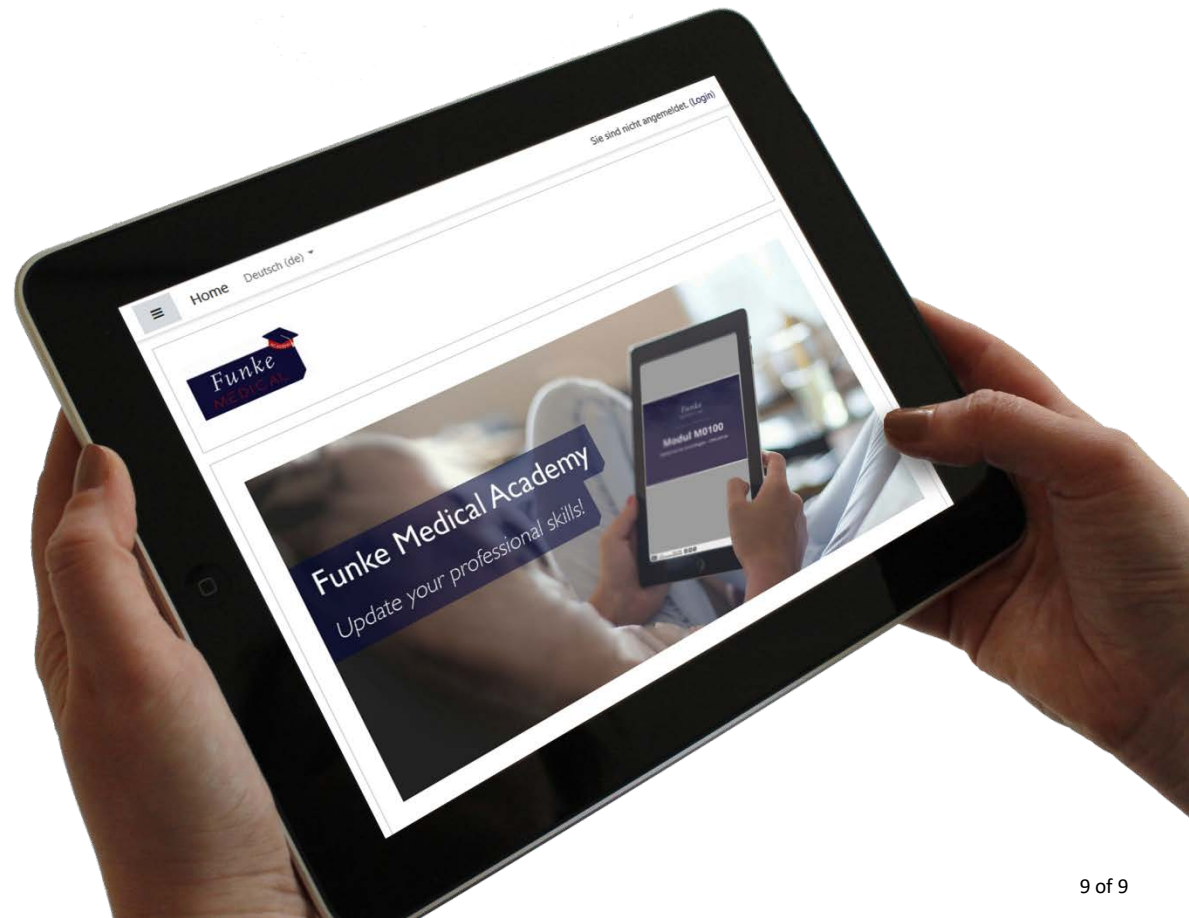 Sie sind nicht angemeldet. (Login)
Home Deutsch (de)
Funke
MEDICAL
Funke
Modul M0100
Funke Medical Academy
Update your professional skills!
9 of 9